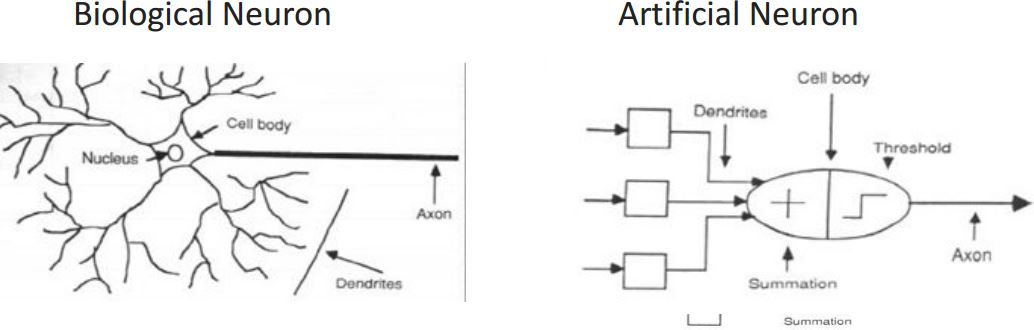 Biological Neuron
Artificial Neuron
Cell body
Nucleus
Axon
Dendrites
Cell body
Dendrites
Threshold
Axon
Summation
Summation